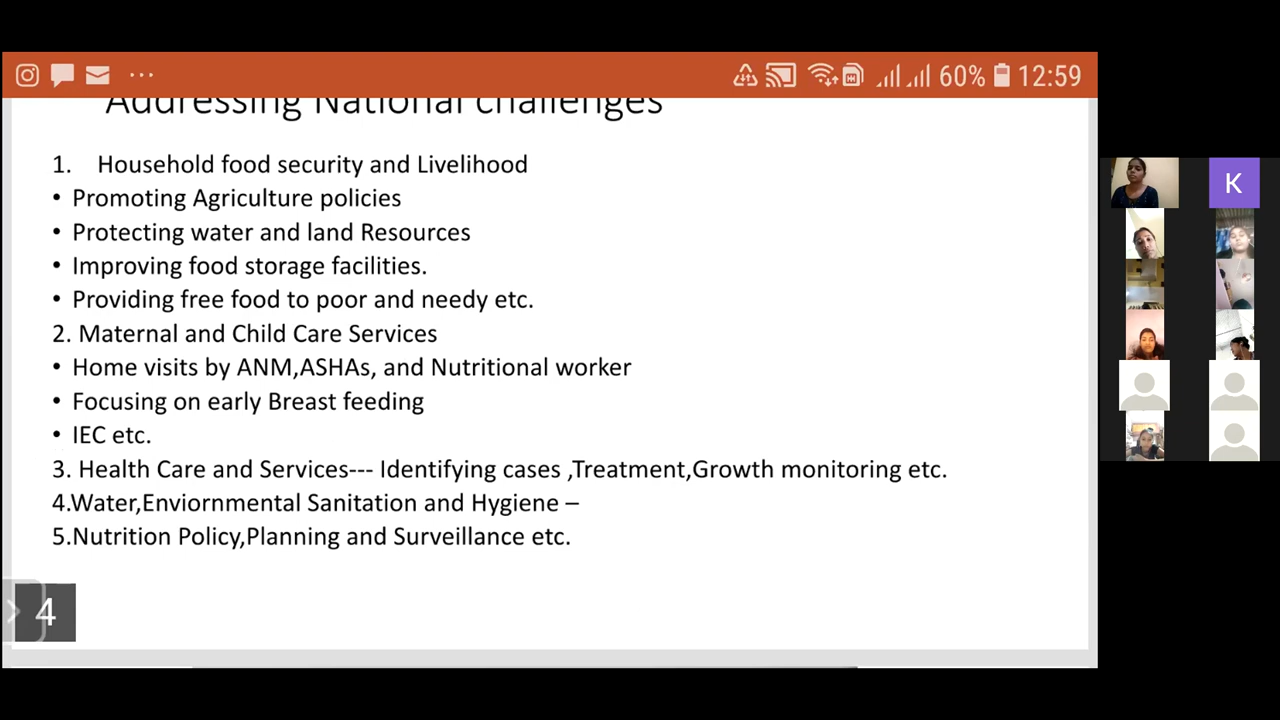 60% 12:59
Addressing National challenges
1. Household food security and Livelihood
• Promoting Agriculture policies
• Protecting water and land Resources
• Improving food storage facilities.
• Providing free food to poor and needy etc.
2. Maternal and Child Care Services
• Home visits by ANM,ASHAs, and Nutritional worker
• Focusing on early Breast feeding
• IEC etc.
3. Health Care and Services--- Identifying cases ,Treatment,Growth monitoring etc.
4.Water,Enviornmental Sanitation and Hygiene –
5.Nutrition Policy,Planning and Surveillance etc.
4
K